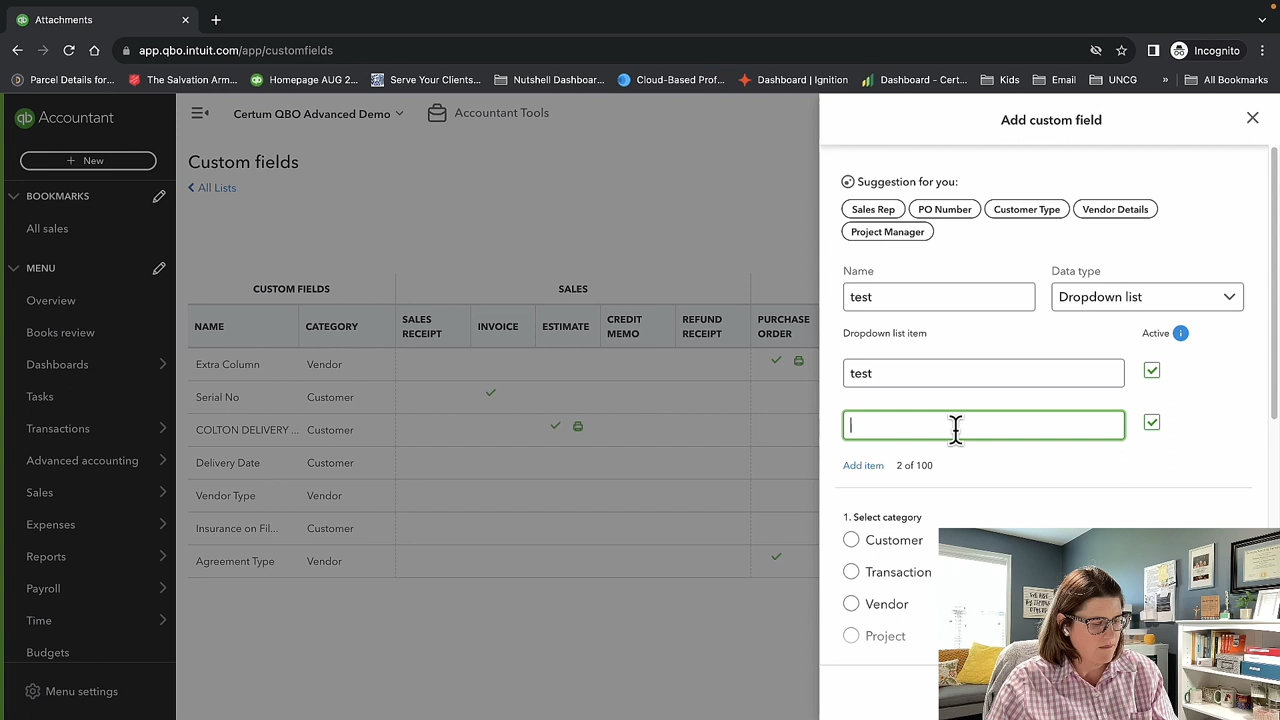 Attachments
app.qbo.intuit.com/app/customfields
Incognito
Parcel Details for...
The Salvation Arm...
Homepage AUG 2...
Serve Your Clients...
Nutshell Dashboar...
Cloud-Based Prof...
Dashboard | Ignition
Dashboard - Cert...
Kids
Email
UNCG
»
All Bookmarks
qb Accountant
Certum QBO Advanced Demo
Accountant Tools
+ New
BOOKMARKS
All sales
MENU
Overview
Books review
Dashboards
Tasks
Transactions
Advanced accounting
Sales
Expenses
Reports
Payroll
Time
Budgets
Menu settings
Custom fields
All Lists
CUSTOM FIELDS
SALES
NAME
CATEGORY
SALES RECEIPT
INVOICE
ESTIMATE
CREDIT MEMO
REFUND RECEIPT
PURCHASE ORDER
Extra Column Vendor
Serial No Customer
COLTON DELIVERY ... Customer
Delivery Date Customer
Vendor Type Vendor
Insurance on Fil... Customer
Agreement Type Vendor
Add custom field
Suggestion for you:
Sales Rep
PO Number
Customer Type
Vendor Details
Project Manager
Name
Data type
test
Dropdown list
Dropdown list item
Active
test
Add item 2 of 100
1. Select category
Customer
Transaction
Vendor
Project